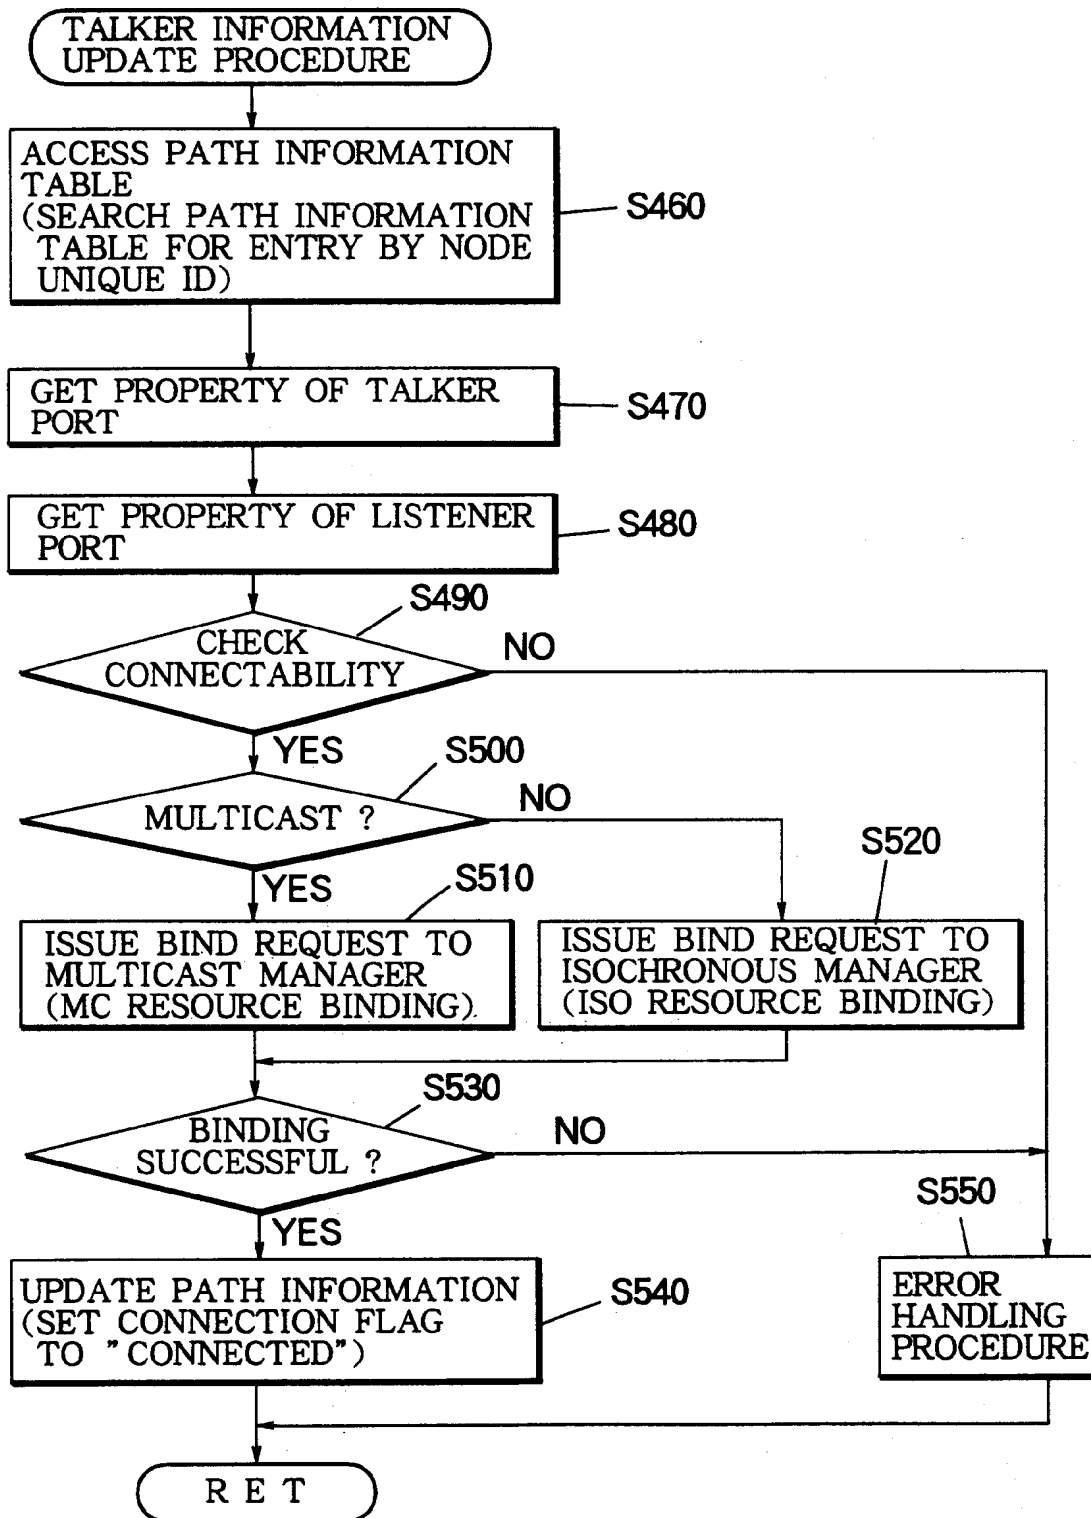 TALKER INFORMATION
UPDATE PROCEDURE
ACCESS PATH INFORMATION
TABLE
(SEARCH PATH INFORMATION
TABLE FOR ENTRY BY NODE
UNIQUE ID)
S460
GET PROPERTY OF TALKER
PORT
S470
GET PROPERTY OF LISTENER
PORT
S480
S490
CHECK
CONNECTABILITY
NO
YES
S500
MULTICAST ?
NO
YES
S510
S520
ISSUE BIND REQUEST TO
MULTICAST MANAGER
(MC RESOURCE BINDING)
ISSUE BIND REQUEST TO
ISOCHRONOUS MANAGER
(ISO RESOURCE BINDING)
S530
BINDING
SUCCESSFUL ?
NO
YES
S550
UPDATE PATH INFORMATION
(SET CONNECTION FLAG
TO "CONNECTED")
S540
ERROR
HANDLING
PROCEDURE
RET